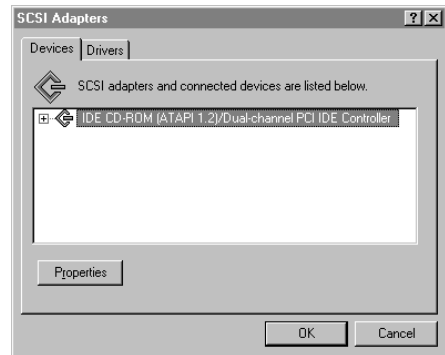 SCSI Adapters
Devices
Drivers
SCSI adapters and connected devices are listed below.
IDE CD-ROM (ATAPI 1.2)/Dual-channel PCI IDE Controller
Properties
OK
Cancel